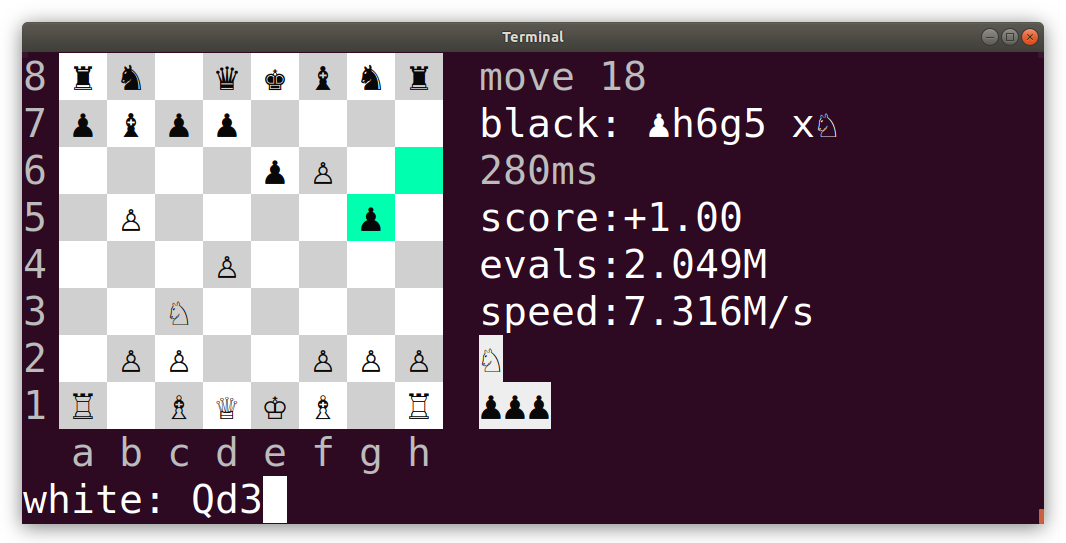 Terminal
8 ♜♞ ♛♚♝♞♜ move 18
7 ♟♝♟♟ black: ♟h6g5 x♘
6 ♟♙ 280ms
5 ♙ ♟ score:+1.00
4 ♙ evals:2.049M
3 ♘ speed:7.316M/s
2 ♙♙ ♙♙♙ ♘
1 ♖ ♗♕♔♗ ♖ ♟♟♟
a b c d e f g h
white: Qd3